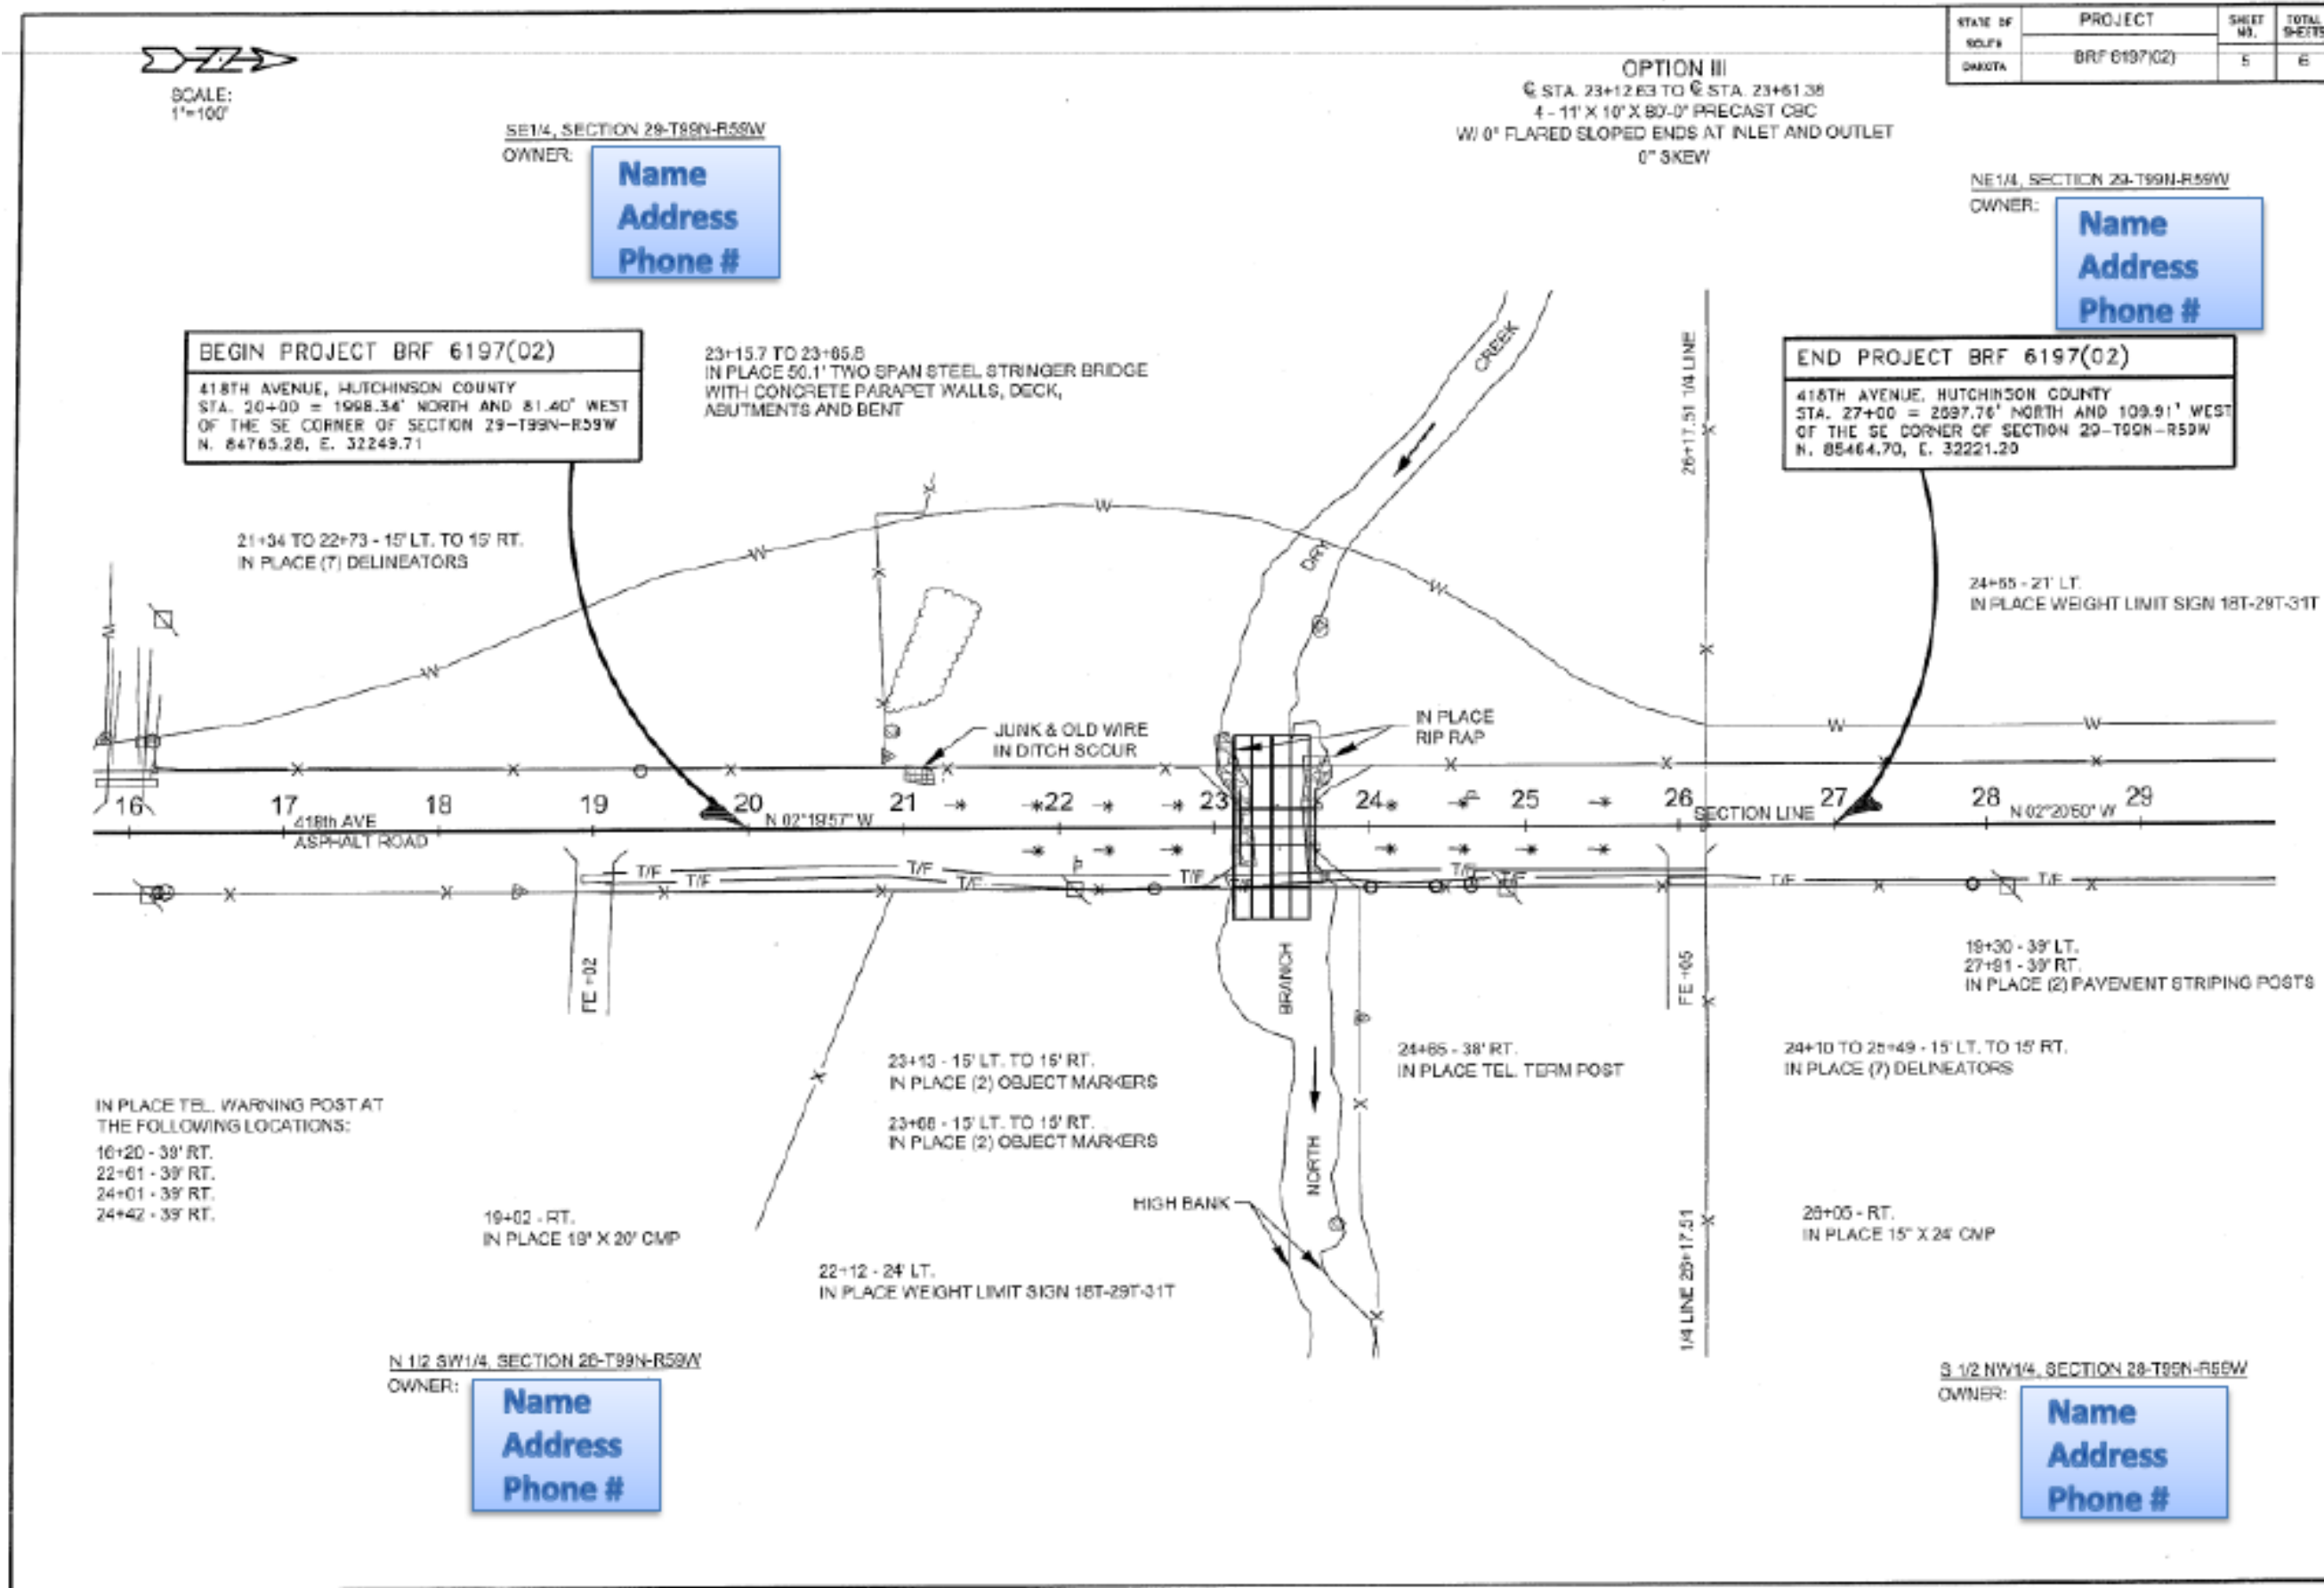 STATE OF SOUTH DAKOTA
PROJECT
BRF 6197(02)
SHEET NO.
5
TOTAL SHEETS
6
SCALE:
1"=100'
OPTION III
℄ STA. 23+12.63 TO ℄ STA. 23+61.38
4 - 11' X 10' X 80'-0" PRECAST CBC
W/ 0° FLARED SLOPED ENDS AT INLET AND OUTLET
0° SKEW
SE1/4, SECTION 29-T99N-R59W
OWNER:
Name
Address
Phone #
NE1/4, SECTION 29-T99N-R59W
OWNER:
Name
Address
Phone #
BEGIN PROJECT BRF 6197(02)
418TH AVENUE, HUTCHINSON COUNTY
STA. 20+00 = 1998.34' NORTH AND 81.40' WEST
OF THE SE CORNER OF SECTION 29-T99N-R59W
N. 84765.28, E. 32249.71
23+15.7 TO 23+65.8
IN PLACE 50.1' TWO SPAN STEEL STRINGER BRIDGE
WITH CONCRETE PARAPET WALLS, DECK,
ABUTMENTS AND BENT
END PROJECT BRF 6197(02)
418TH AVENUE, HUTCHINSON COUNTY
STA. 27+00 = 2697.76' NORTH AND 109.91' WEST
OF THE SE CORNER OF SECTION 29-T99N-R59W
N. 85464.70, E. 32221.20
CREEK
26+17.51 1/4 LINE
21+34 TO 22+73 - 15' LT. TO 15' RT.
IN PLACE (7) DELINEATORS
DRY
24+65 - 21' LT.
IN PLACE WEIGHT LIMIT SIGN 18T-29T-31T
W W W W W W W
JUNK & OLD WIRE
IN DITCH SCOUR
IN PLACE
RIP RAP
16 17 18 19 20 21 22 23 24 25 26 27 28 29
418th AVE
ASPHALT ROAD
N 02°19'57" W
SECTION LINE
N 02°20'50" W
T/F T/F T/F T/F T/F T/F T/F T/F T/F
FE +02
BRANCH
FE +05
19+30 - 39' LT.
27+91 - 39' RT.
IN PLACE (2) PAVEMENT STRIPING POSTS
23+13 - 15' LT. TO 15' RT.
IN PLACE (2) OBJECT MARKERS
24+65 - 38' RT.
IN PLACE TEL. TERM POST
24+10 TO 25+49 - 15' LT. TO 15' RT.
IN PLACE (7) DELINEATORS
IN PLACE TEL. WARNING POST AT
THE FOLLOWING LOCATIONS:
16+20 - 39' RT.
22+61 - 39' RT.
24+01 - 39' RT.
24+42 - 39' RT.
23+68 - 15' LT. TO 15' RT.
IN PLACE (2) OBJECT MARKERS
NORTH
HIGH BANK
19+02 - RT.
IN PLACE 18" X 20' CMP
26+05 - RT.
IN PLACE 15" X 24' CMP
22+12 - 24' LT.
IN PLACE WEIGHT LIMIT SIGN 18T-29T-31T
1/4 LINE 26+17.51
N 1/2 SW1/4, SECTION 28-T99N-R59W
OWNER:
Name
Address
Phone #
S 1/2 NW1/4, SECTION 28-T99N-R59W
OWNER:
Name
Address
Phone #